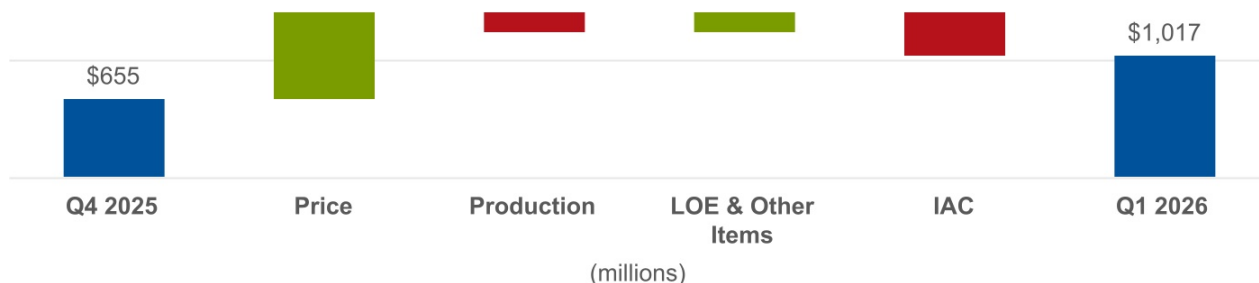 $655
$1,017
Q4 2025
Price
Production
LOE & Other
Items
IAC
Q1 2026
(millions)